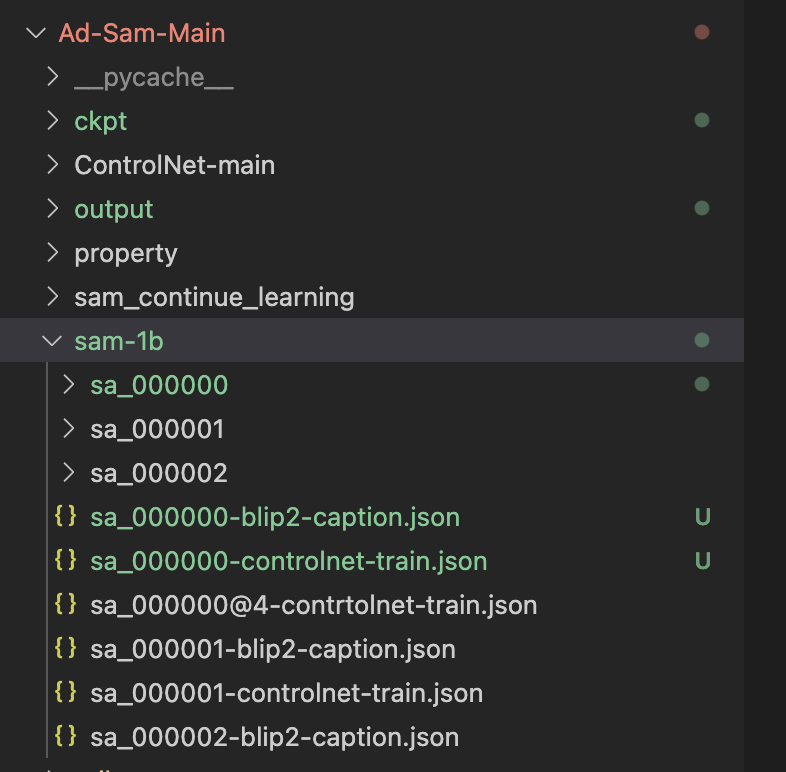 Ad-Sam-Main
__pycache__
ckpt
ControlNet-main
output
property
sam_continue_learning
sam-1b
sa_000000
sa_000001
sa_000002
{} sa_000000-blip2-caption.json U
{} sa_000000-controlnet-train.json U
{} sa_000000@4-contrtolnet-train.json
{} sa_000001-blip2-caption.json
{} sa_000001-controlnet-train.json
{} sa_000002-blip2-caption.json